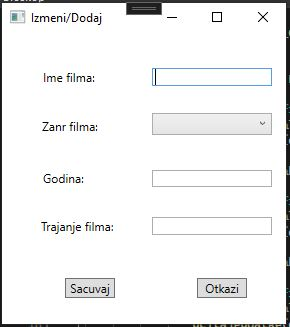 Izmeni/Dodaj
Ime filma:
Zanr filma:
Godina:
Trajanje filma:
Sacuvaj
Otkazi